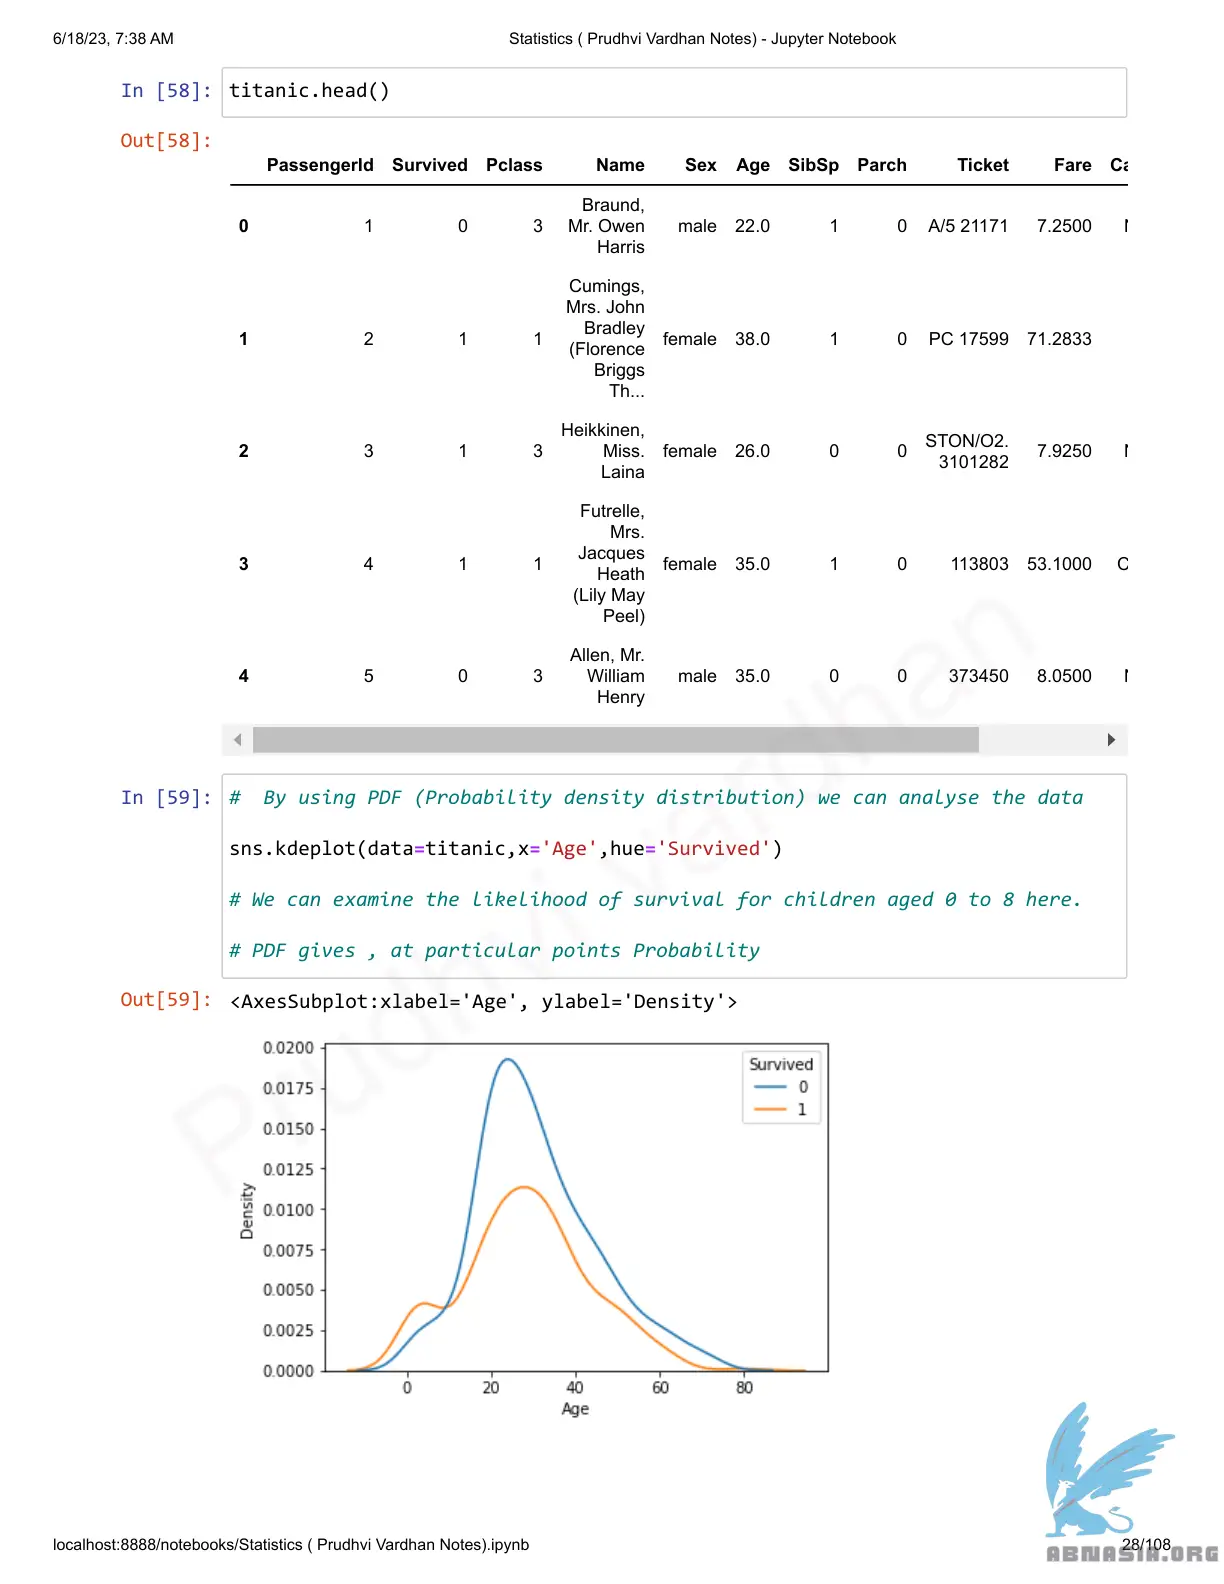 6/18/23, 7:38 AM Statistics ( Prudhvi Vardhan Notes) - Jupyter Notebook
In [58]: titanic.head()
Out[58]:
PassengerId Survived Pclass Name Sex Age SibSp Parch Ticket Fare Ca
Braund,
0 1 0 3 Mr. Owen male 22.0 1 0 A/5 21171 7.2500 N
Harris
Cumings,
Mrs. John
Bradley
1 2 1 1 (Florence female 38.0 1 0 PC 17599 71.2833
Briggs
Th...
Heikkinen,
2 3 1 3 Miss. female 26.0 0 0 STON/O2. 3101282 7.9250 N
Laina
Futrelle,
Mrs.
Jacques
3 4 1 1 Heath female 35.0 1 0 113803 53.1000 C
(Lily May
Peel)
Allen, Mr.
4 5 0 3 William male 35.0 0 0 373450 8.0500 N
Henry
In [59]: # By using PDF (Probability density distribution) we can analyse the data
sns.kdeplot(data=titanic,x='Age',hue='Survived')
# We can examine the likelihood of survival for children aged 0 to 8 here.
# PDF gives , at particular points Probability
Out[59]: <AxesSubplot:xlabel='Age', ylabel='Density'>
0.0200
0.0175
0.0150
0.0125
0.0100
0.0075
0.0050
0.0025
0.0000
Density
Survived
0
1
0 20 40 60 80
Age
Prudhvi vardhan
localhost:8888/notebooks/Statistics ( Prudhvi Vardhan Notes).ipynb 28/108
ABNASIA.ORG